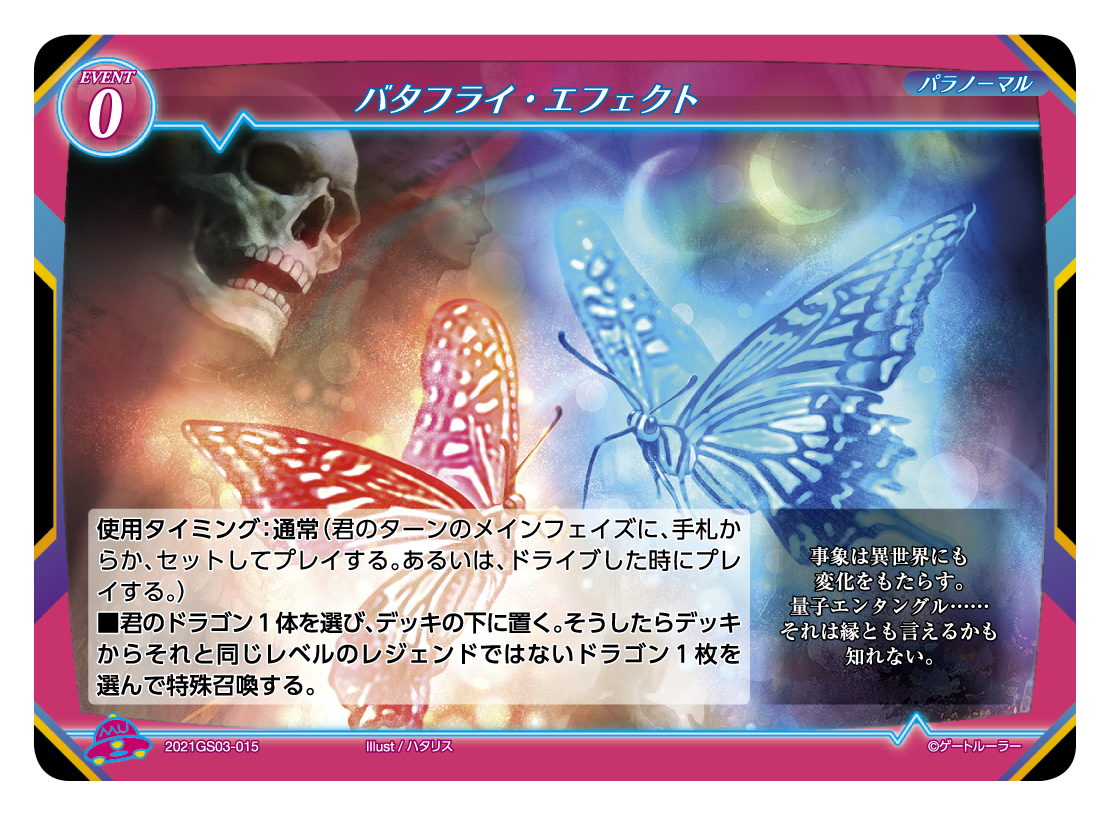 EVENT
0
バタフライ・エフェクト
パラノーマル
使用タイミング：通常（君のターンのメインフェイズに、手札か
らか、セットしてプレイする。あるいは、ドライブした時にプレ
イする。）
■君のドラゴン１体を選び、デッキの下に置く。そうしたらデッキ
からそれと同じレベルのレジェンドではないドラゴン１枚を
選んで特殊召喚する。
事象は異世界にも
変化をもたらす。
量子エンタングル……
それは縁とも言えるかも
知れない。
MU
2021GS03-015
Illust / ハタリス
©ゲートルーラー